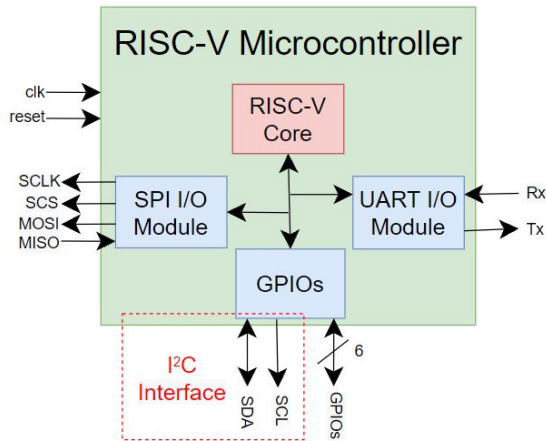 RISC-V Microcontroller
clk
reset
RISC-V
Core
SCLK
SCS
MOSI
MISO
SPI I/O
Module
UART I/O
Module
Rx
Tx
GPIOs
I²C
Interface
SDA
SCL
6
GPIOs